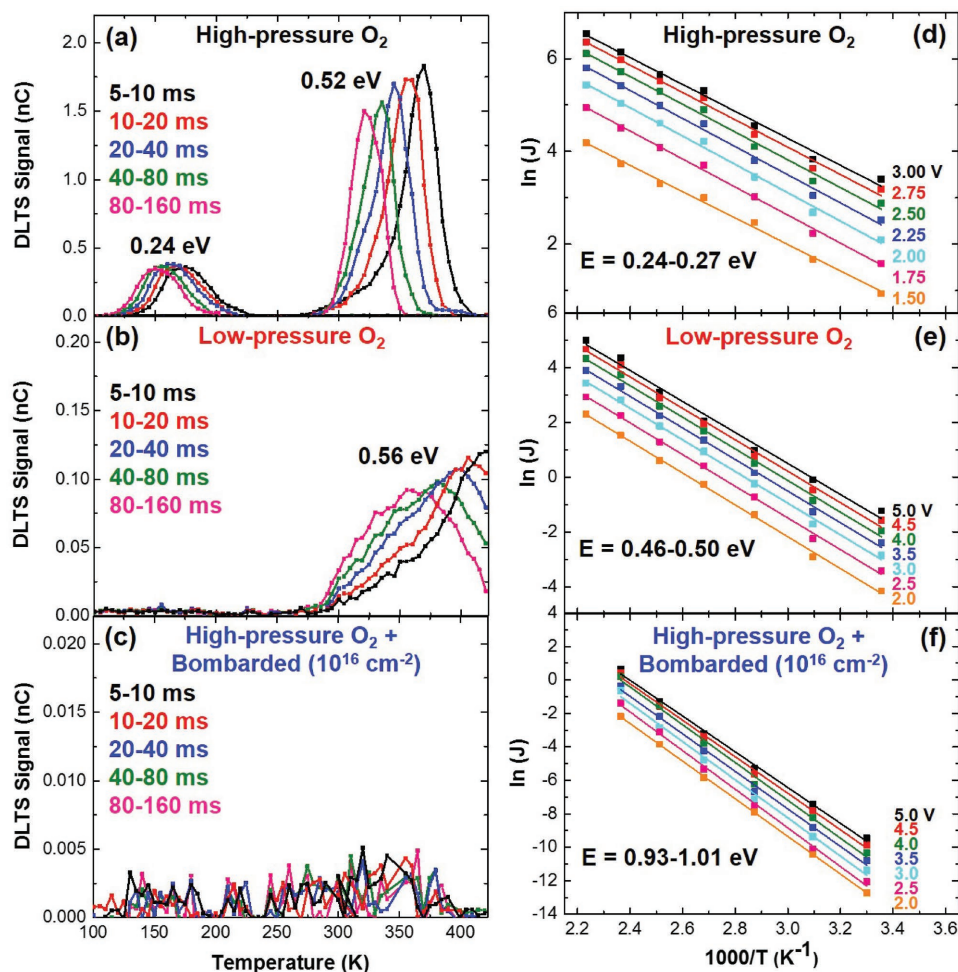 (a)
High-pressure O₂
5-10 ms
10-20 ms
20-40 ms
40-80 ms
80-160 ms
0.52 eV
0.24 eV
DLTS Signal (nC)
2.0
1.5
1.0
0.5
0.0
(b)
Low-pressure O₂
5-10 ms
10-20 ms
20-40 ms
40-80 ms
80-160 ms
0.56 eV
DLTS Signal (nC)
0.20
0.15
0.10
0.05
0.00
(c)
High-pressure O₂ +
Bombarded (10¹⁶ cm⁻²)
5-10 ms
10-20 ms
20-40 ms
40-80 ms
80-160 ms
DLTS Signal (nC)
0.020
0.015
0.010
0.005
0.000
100 150 200 250 300 350 400
Temperature (K)
High-pressure O₂
(d)
ln (J)
6
4
2
6
3.00 V
2.75
2.50
2.25
2.00
1.75
1.50
E = 0.24-0.27 eV
Low-pressure O₂
(e)
ln (J)
4
2
0
-2
4
5.0 V
4.5
4.0
3.5
3.0
2.5
2.0
E = 0.46-0.50 eV
High-pressure O₂ +
Bombarded (10¹⁶ cm⁻²)
(f)
ln (J)
0
-2
-4
-6
-8
-10
-12
-14
5.0 V
4.5
4.0
3.5
3.0
2.5
2.0
E = 0.93-1.01 eV
2.2 2.4 2.6 2.8 3.0 3.2 3.4
1000/T (K⁻¹)